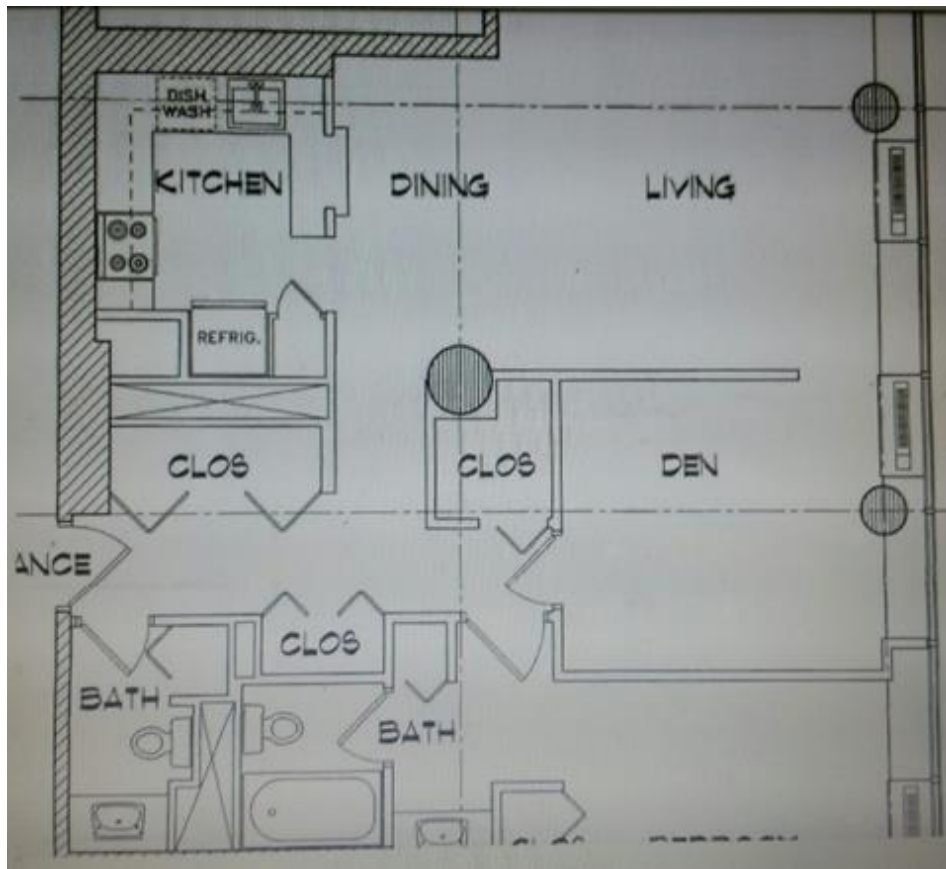 DISH.
WASH
KITCHEN
DINING
LIVING
REFRIG.
CLOS
CLOS
DEN
ANCE
CLOS
BATH
BATH